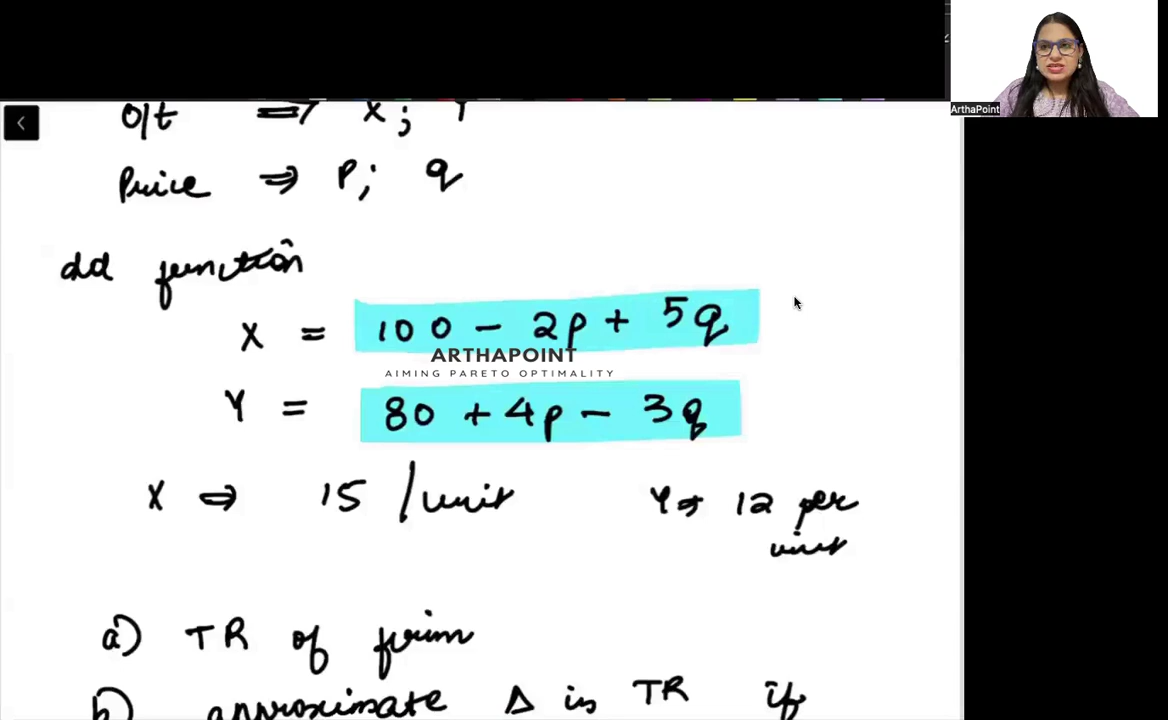 ArthaPoint
O/t ⇒ X; Y
Price ⇒ P; q
dd function
X = 100 - 2p + 5q
ARTHAPOINT
AIMING PARETO OPTIMALITY
Y = 80 + 4p - 3q
X ⇒ 15 /unit Y ⇒ 12 per
unit
a) TR of firm
b) approximate Δ in TR if